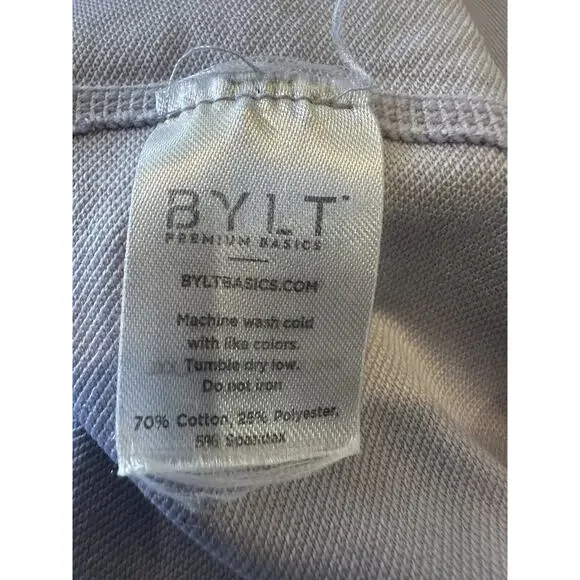 BYLT™
PREMIUM BASICS
BYLTBASICS.COM
Machine wash cold
with like colors.
Tumble dry low.
Do not iron
70% Cotton, 25% Polyester,
5% Spandex